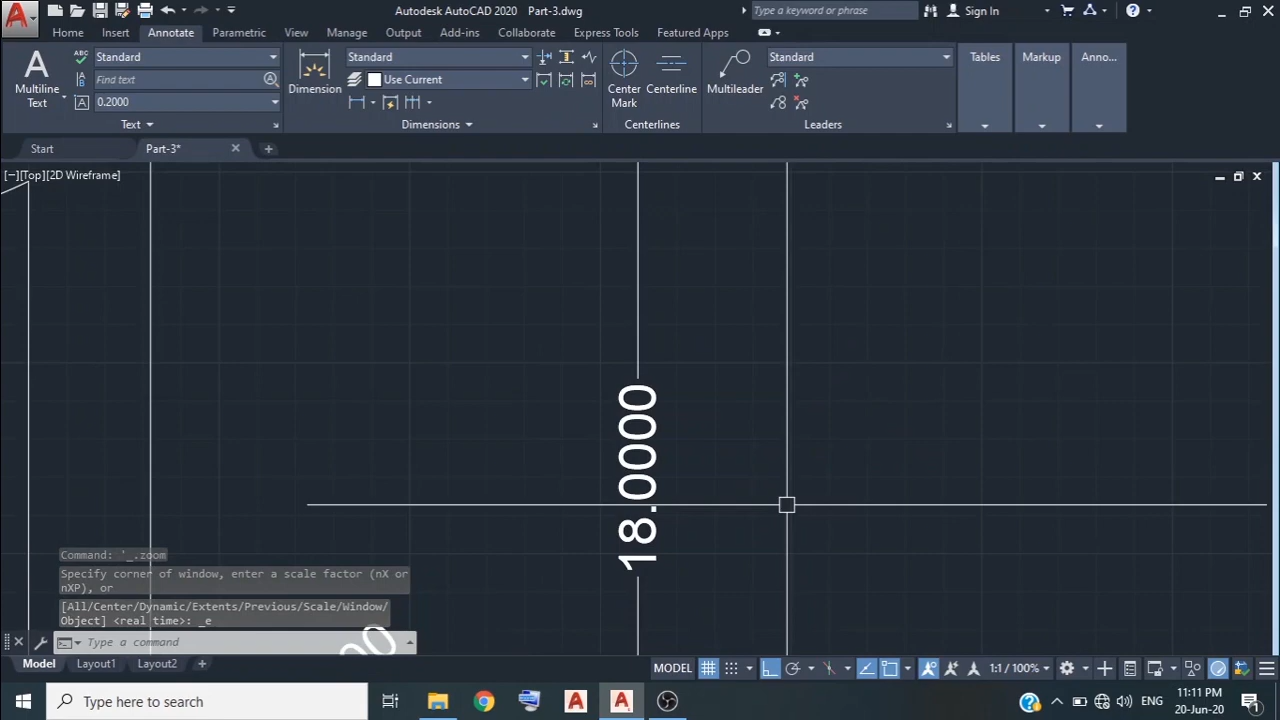 Autodesk AutoCAD 2020 Part-3.dwg
Type a keyword or phrase
Sign In
Home Insert Annotate Parametric View Manage Output Add-ins Collaborate Express Tools Featured Apps
Multiline
Text
Standard
Find text
0.2000
Text
Dimension
Standard
Use Current
Dimensions
Center
Mark
Centerline
Centerlines
Multileader
Standard
Leaders
Tables
Markup
Anno...
Start
Part-3*
[−][Top][2D Wireframe]
18.0000
00
Command: '_.zoom
Specify corner of window, enter a scale factor (nX or
nXP), or
[All/Center/Dynamic/Extents/Previous/Scale/Window/
Object] <real time>: _e
Type a command
Model Layout1 Layout2
MODEL
1:1 / 100%
Type here to search
ENG
11:11 PM
20-Jun-20
1